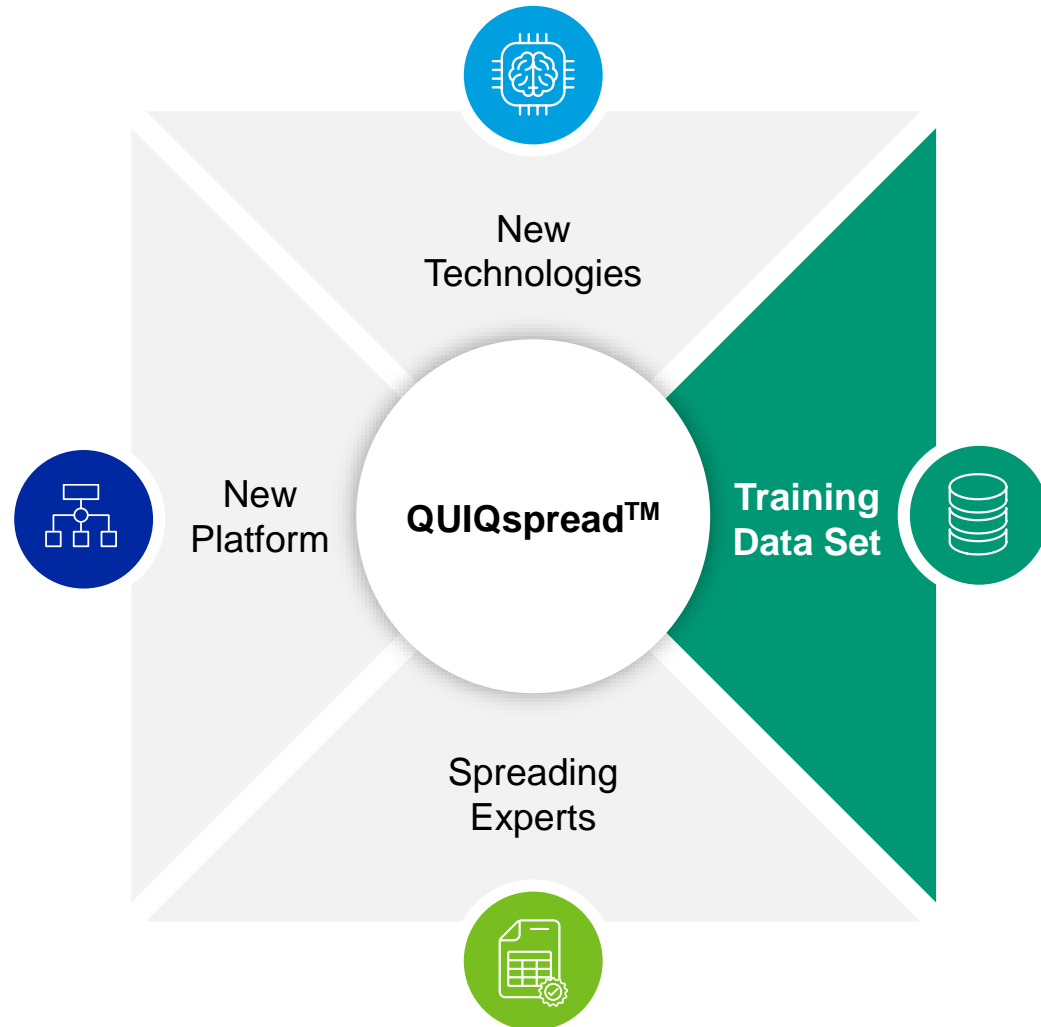 New
Technologies
New
Platform
QUIQspread™
Training
Data Set
Spreading
Experts